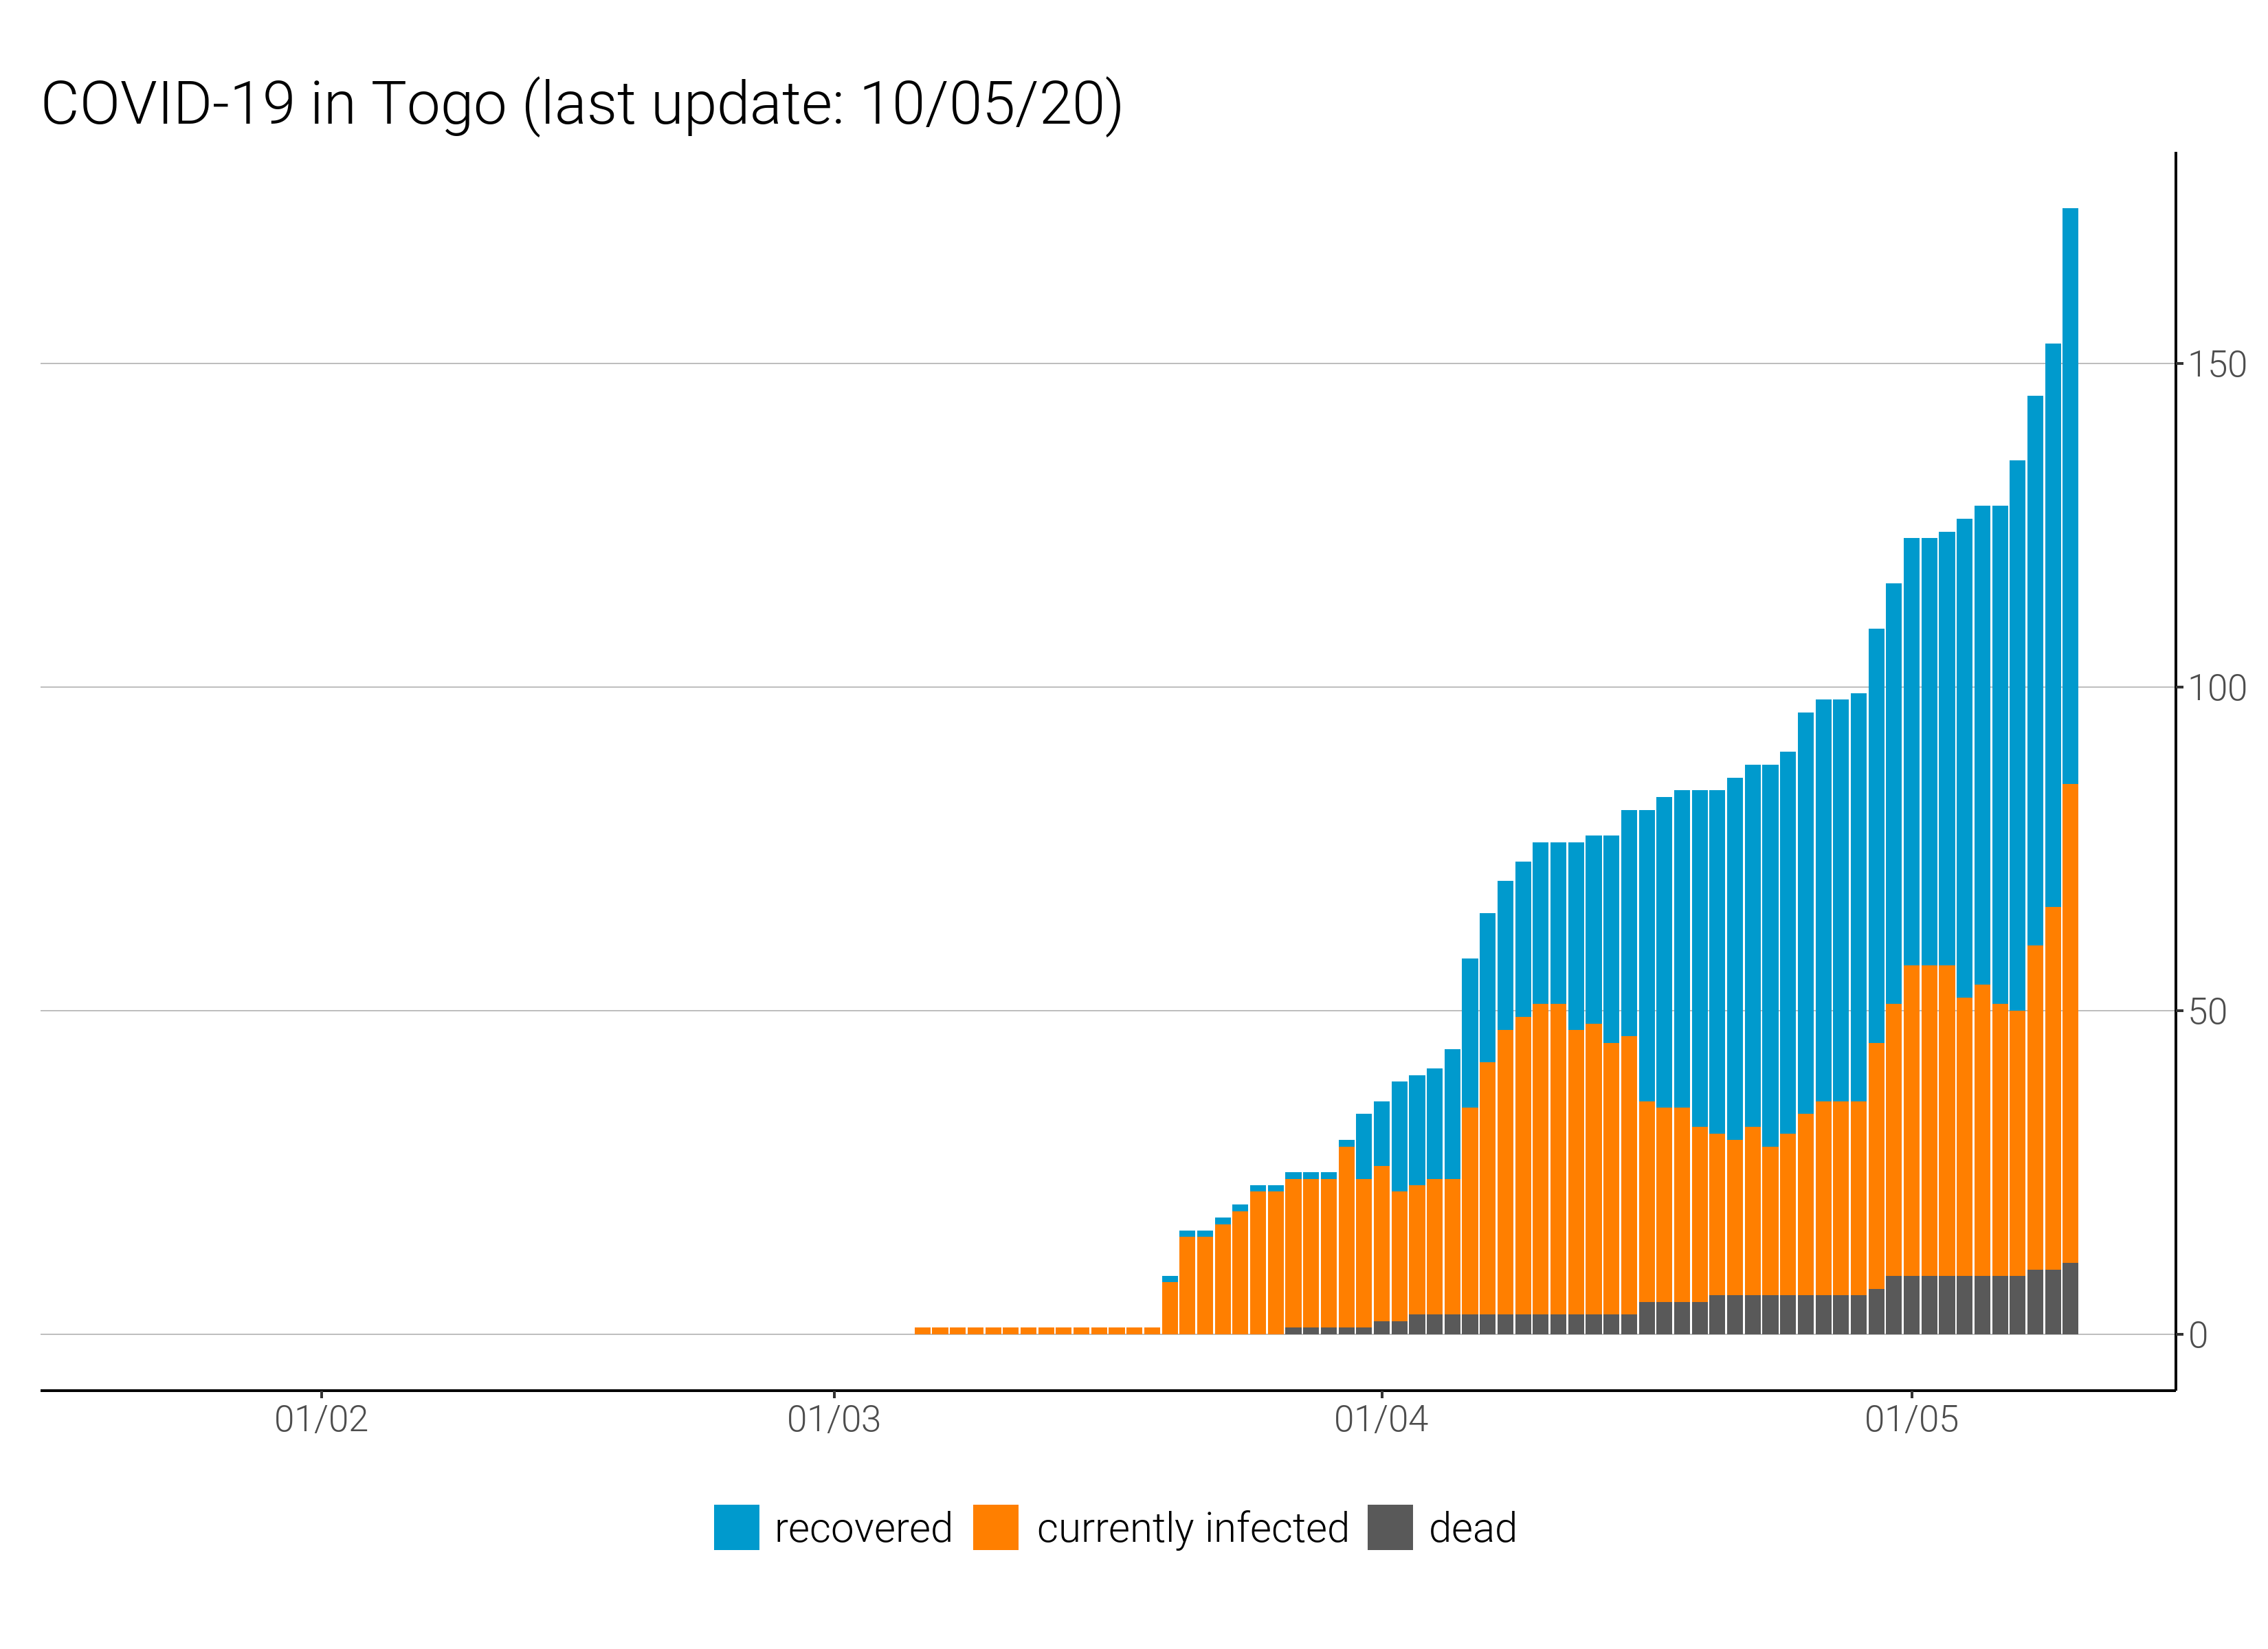 COVID-19 in Togo (last update: 10/05/20)
150
100
50
0
01/02 01/03 01/04 01/05
recovered currently infected dead